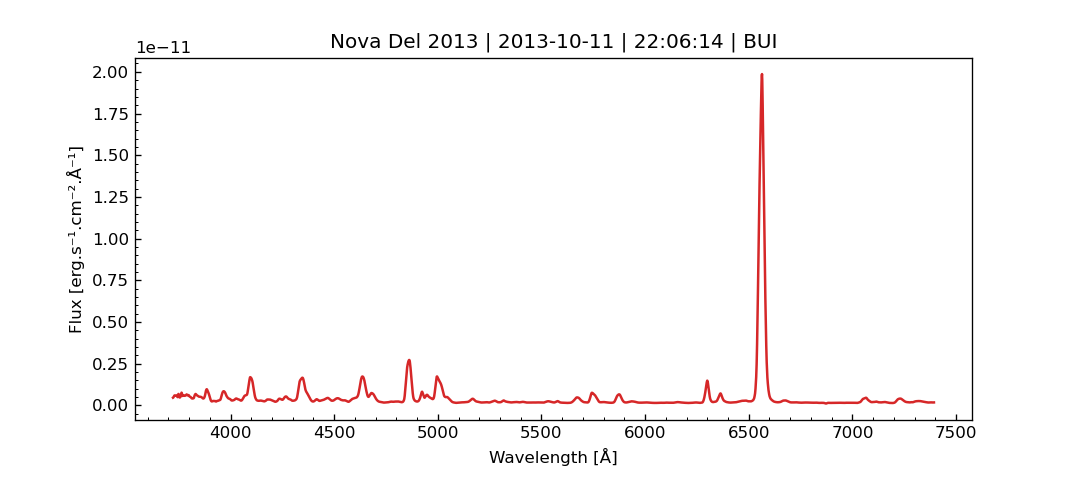 Nova Del 2013 | 2013-10-11 | 22:06:14 | BUI
1e−11
2.00
1.75
1.50
1.25
1.00
0.75
0.50
0.25
0.00
Flux [erg.s⁻¹.cm⁻².Å⁻¹]
4000 4500 5000 5500 6000 6500 7000 7500
Wavelength [Å]